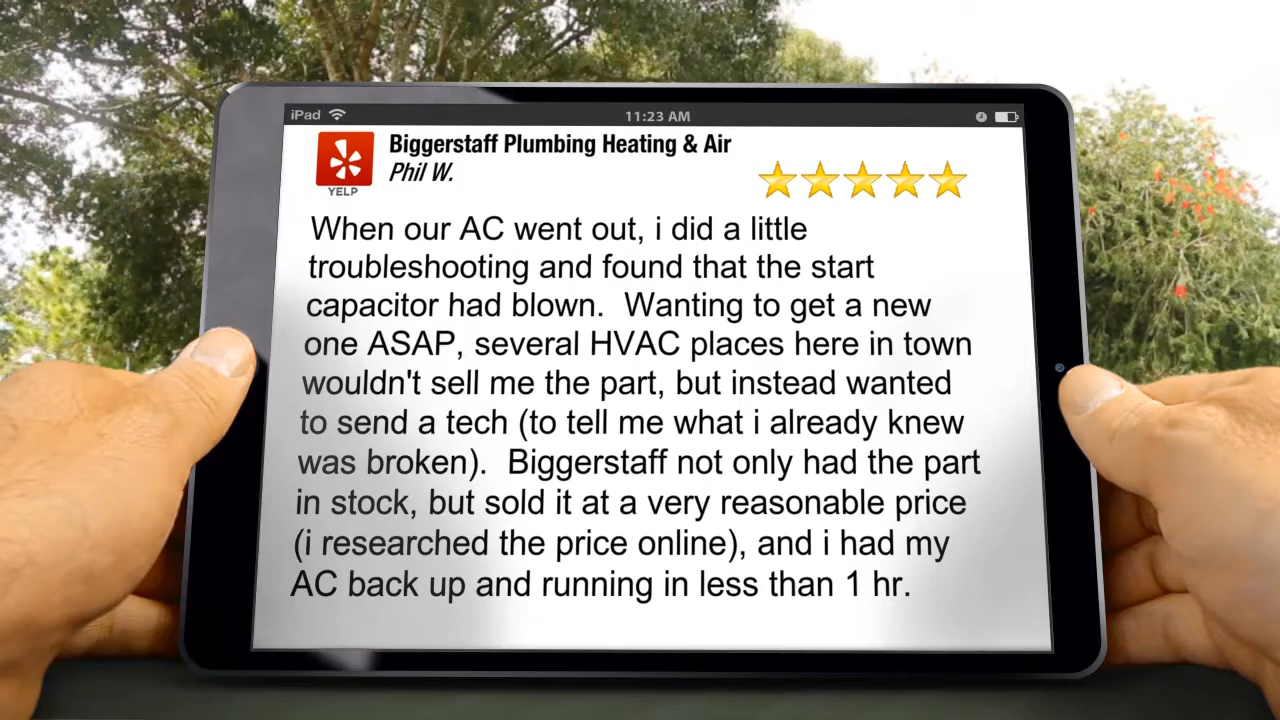 iPad 11:23 AM
Biggerstaff Plumbing Heating & Air
Phil W.
YELP
When our AC went out, i did a little
troubleshooting and found that the start
capacitor had blown.  Wanting to get a new
one ASAP, several HVAC places here in town
wouldn't sell me the part, but instead wanted
to send a tech (to tell me what i already knew
was broken).  Biggerstaff not only had the part
in stock, but sold it at a very reasonable price
(i researched the price online), and i had my
AC back up and running in less than 1 hr.